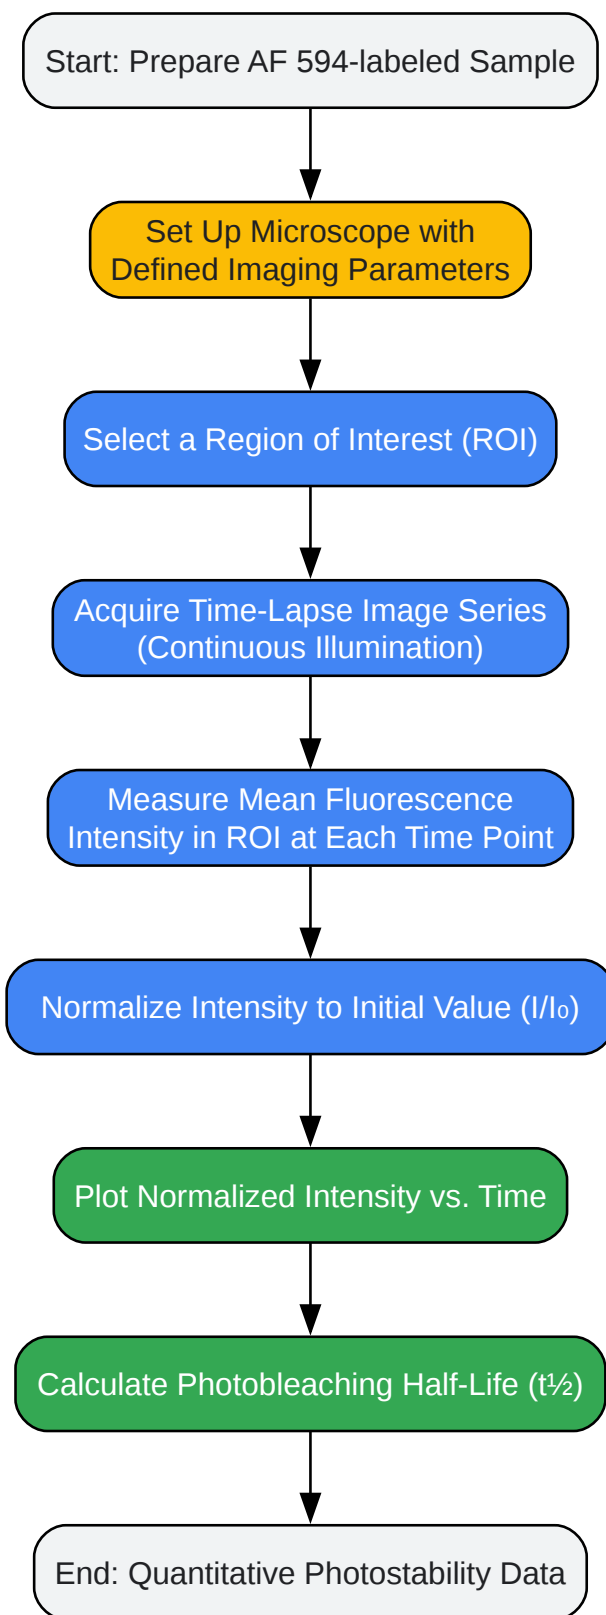 Start: Prepare AF 594-labeled Sample
Set Up Microscope with
Defined Imaging Parameters
Select a Region of Interest (ROI)
Acquire Time-Lapse Image Series
(Continuous Illumination)
Measure Mean Fluorescence
Intensity in ROI at Each Time Point
Normalize Intensity to Initial Value (I/I₀)
Plot Normalized Intensity vs. Time
Calculate Photobleaching Half-Life (t½)
End: Quantitative Photostability Data